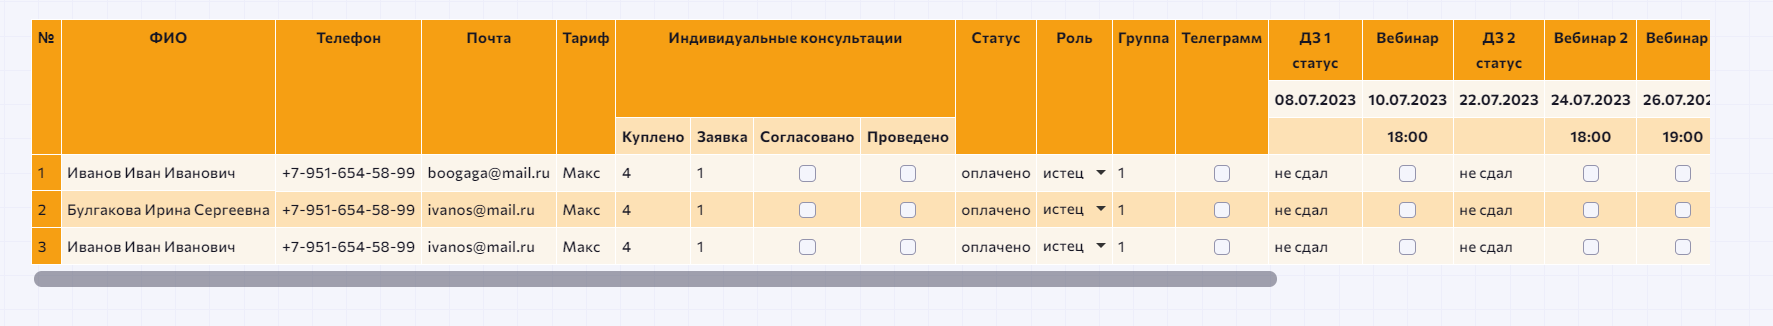 № ФИО Телефон Почта Тариф Индивидуальные консультации Статус Роль Группа Телеграмм ДЗ 1 Вебинар ДЗ 2 Вебинар 2 Вебинар
статус статус
08.07.2023 10.07.2023 22.07.2023 24.07.2023 26.07.202
Куплено Заявка Согласовано Проведено 18:00 18:00 19:00
1 Иванов Иван Иванович +7-951-654-58-99 boogaga@mail.ru Макс 4 1 оплачено истец 1 не сдал не сдал
2 Булгакова Ирина Сергеевна +7-951-654-58-99 ivanos@mail.ru Макс 4 1 оплачено истец 1 не сдал не сдал
3 Иванов Иван Иванович +7-951-654-58-99 ivanos@mail.ru Макс 4 1 оплачено истец 1 не сдал не сдал